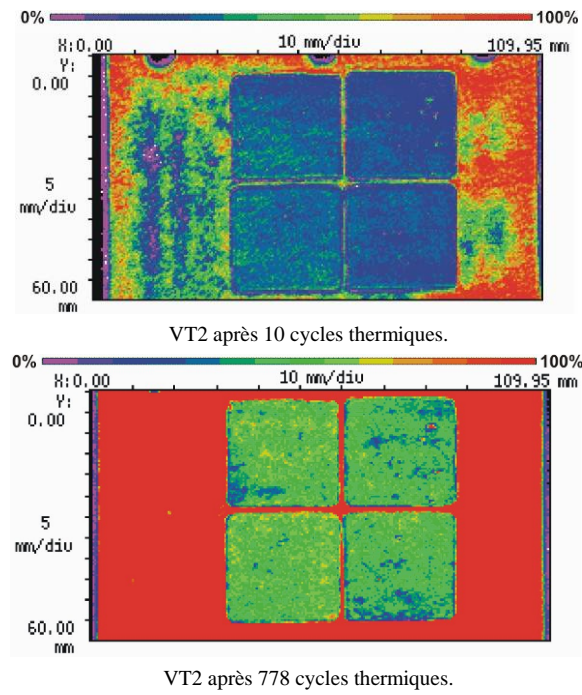 0% 100%
X:0.00 10 mm/div 109.95 mm
Y:
0.00
5
mm/div
60.00
mm
VT2 après 10 cycles thermiques.
0% 100%
X:0.00 10 mm/div 109.95 mm
Y:
0.00
5
mm/div
60.00
mm
VT2 après 778 cycles thermiques.